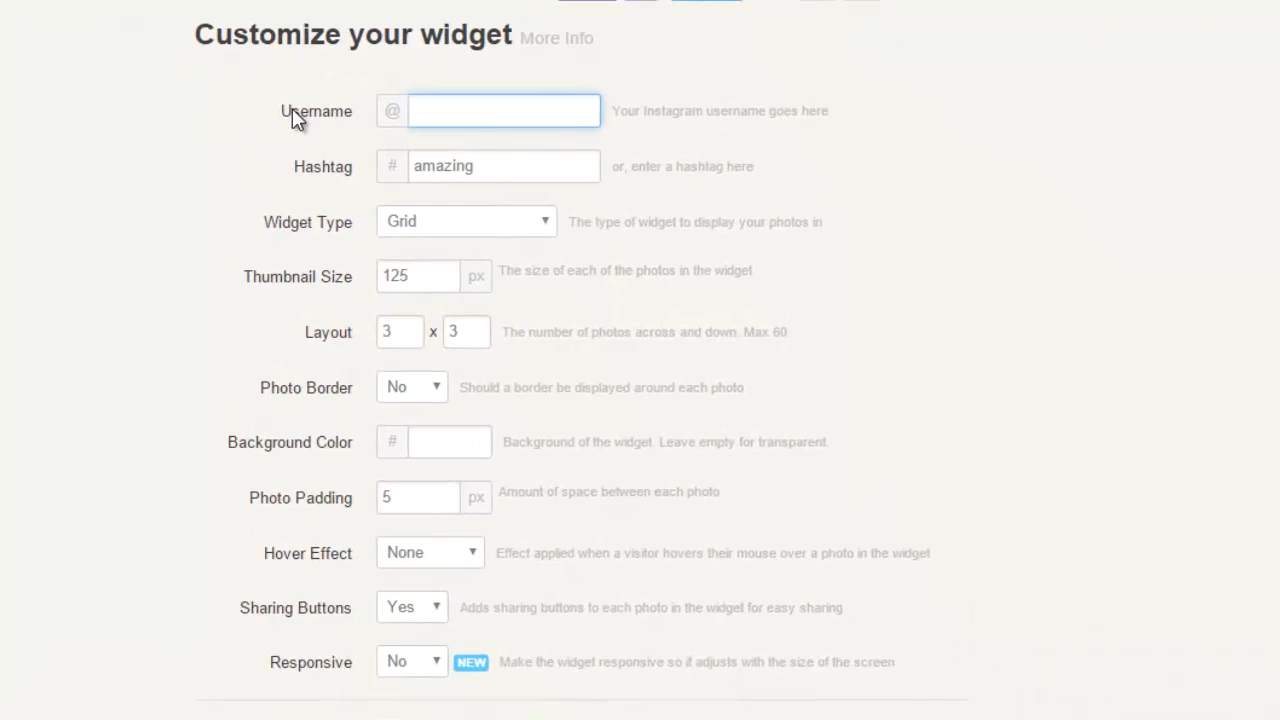 Customize your widget More Info
Username @ Your Instagram username goes here
Hashtag # amazing or, enter a hashtag here
Widget Type Grid The type of widget to display your photos in
Thumbnail Size 125 px The size of each of the photos in the widget
Layout 3 x 3 The number of photos across and down. Max 60
Photo Border No Should a border be displayed around each photo
Background Color # Background of the widget. Leave empty for transparent.
Photo Padding 5 px Amount of space between each photo
Hover Effect None Effect applied when a visitor hovers their mouse over a photo in the widget
Sharing Buttons Yes Adds sharing buttons to each photo in the widget for easy sharing
Responsive No NEW Make the widget responsive so it adjusts with the size of the screen